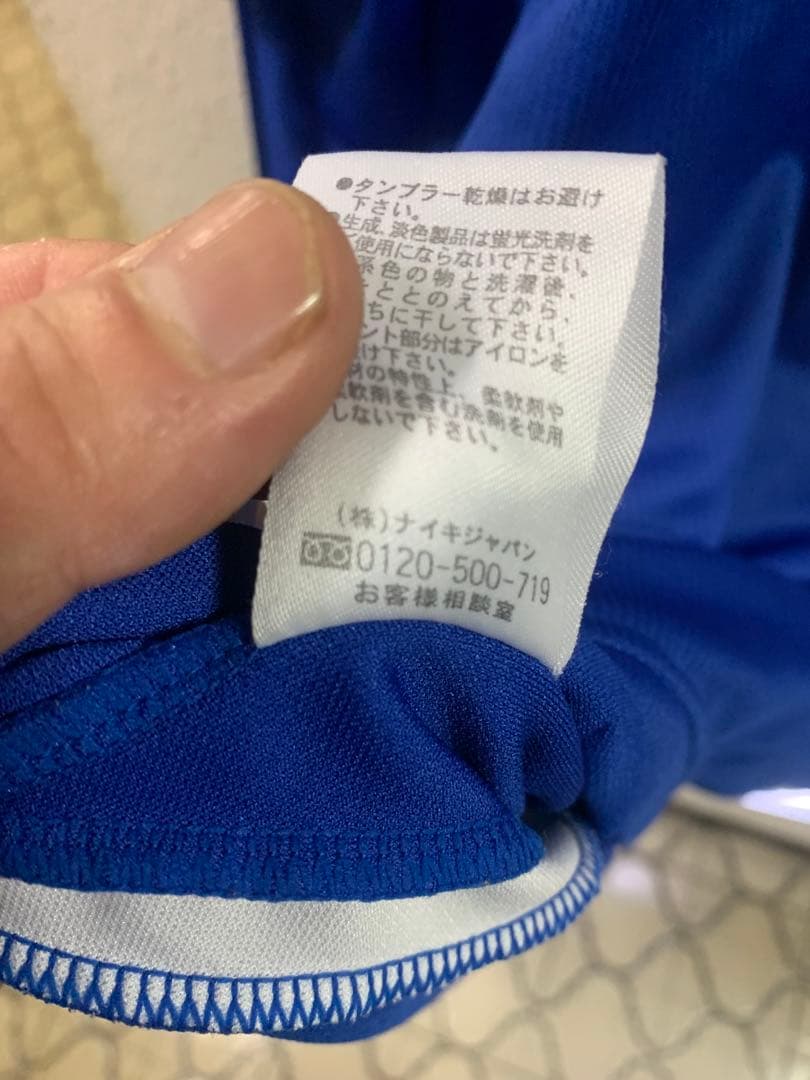 ●タンブラー乾燥はお避け
下さい。
●生成、淡色製品は蛍光洗剤を
ご使用にならないで下さい。
系色の物と洗濯後、
ととのえてから、
ちに干して下さい。
ント部分はアイロンを
け下さい。
の特性上、柔軟剤や
軟剤を含む洗剤を使用
しないで下さい。
(株)ナイキジャパン
0120-500-719
お客様相談室